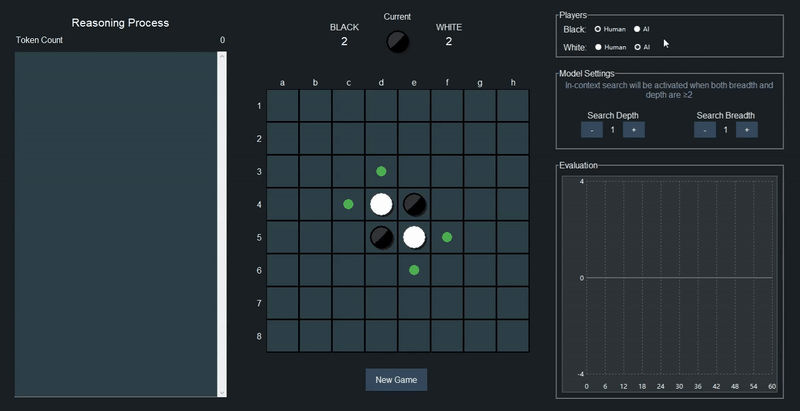 Reasoning Process
Token Count 0
BLACK
2
Current
WHITE
2
a b c d e f g h
1
2
3
4
5
6
7
8
New Game
Players
Black: Human AI
White: Human AI
Model Settings
In-context search will be activated when both breadth and
depth are ≥2
Search Depth Search Breadth
- 1 + - 1 +
Evaluation
4
0
-4
0 6 12 18 24 30 36 42 48 54 60